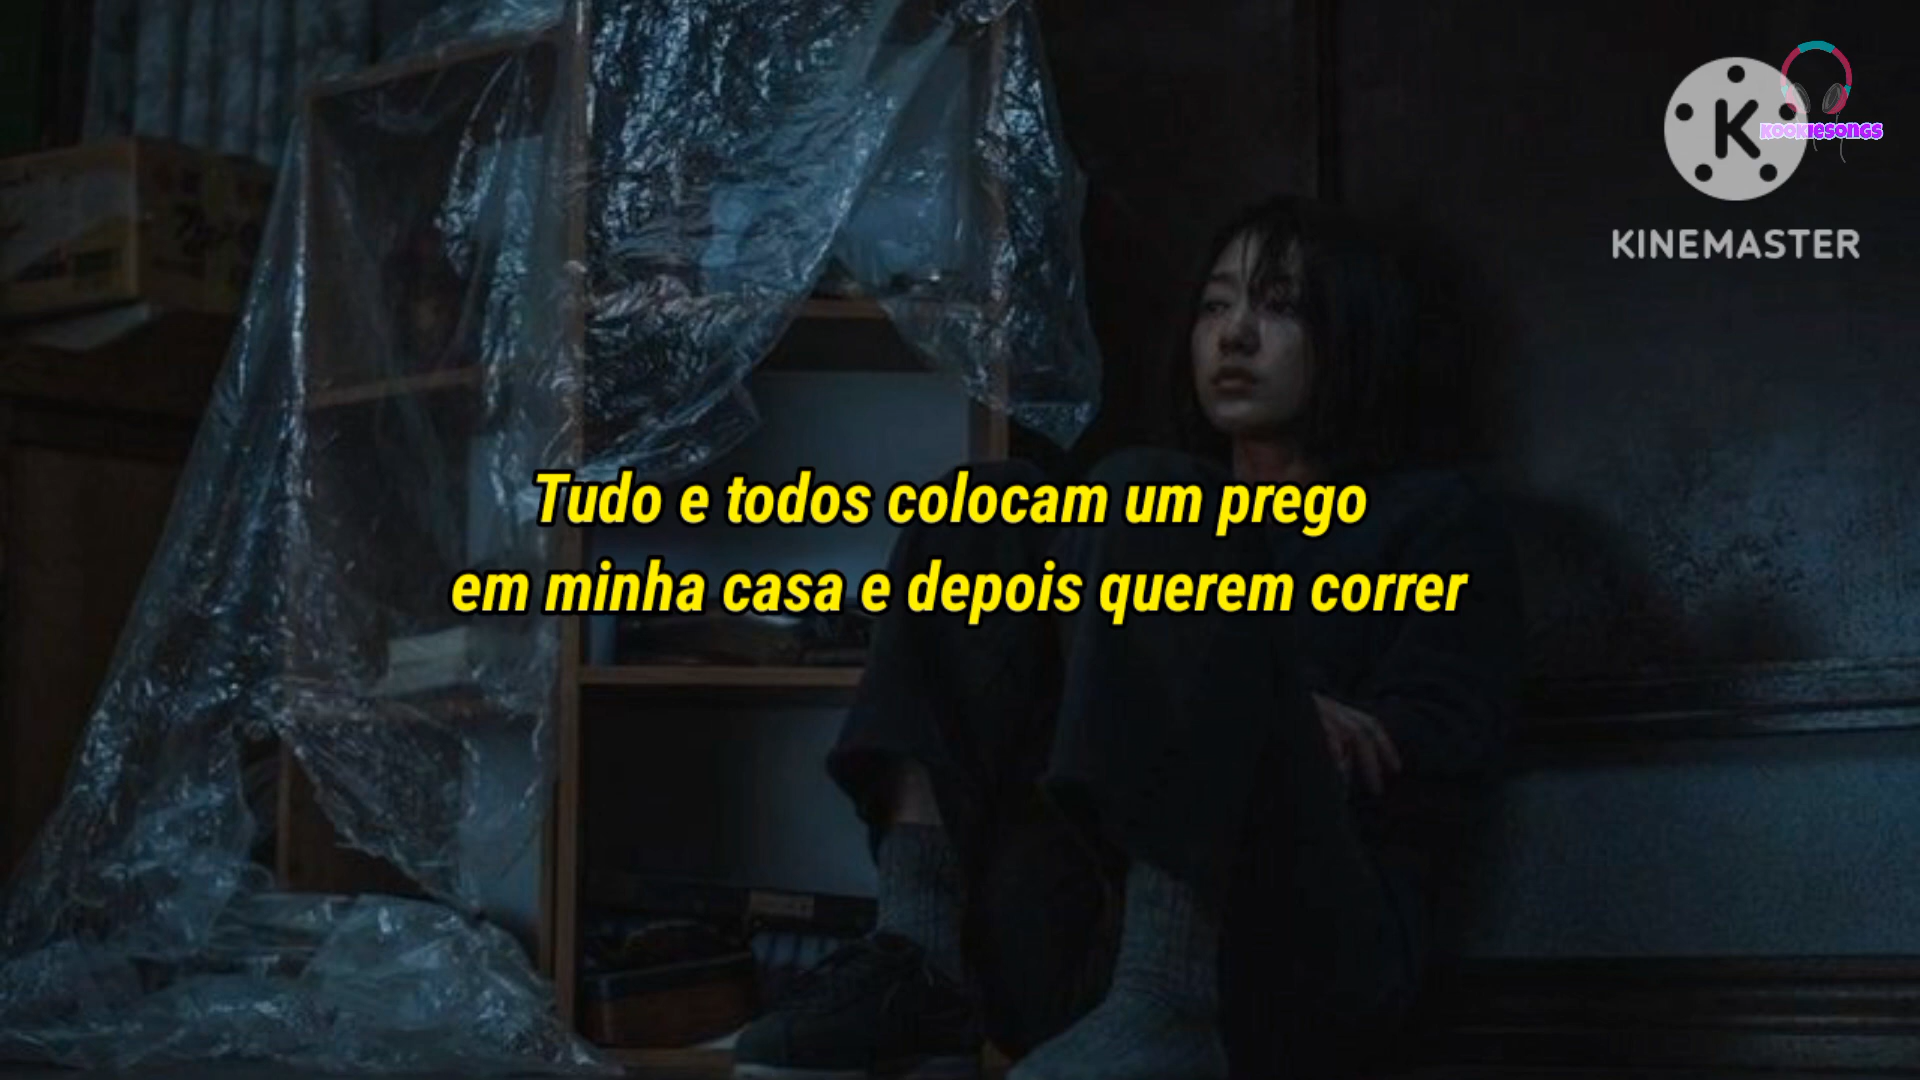 KOOKIESONGS
K
KINEMASTER
Tudo e todos colocam um prego
em minha casa e depois querem correr